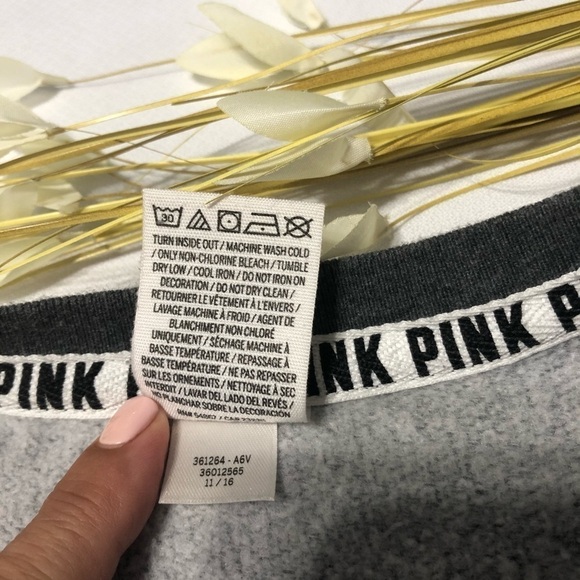 30
TURN INSIDE OUT / MACHINE WASH COLD
/ ONLY NON-CHLORINE BLEACH / TUMBLE
DRY LOW / COOL IRON / DO NOT IRON ON
DECORATION / DO NOT DRY CLEAN /
RETOURNER LE VÊTEMENT À L'ENVERS /
LAVAGE MACHINE À FROID / AGENT DE
BLANCHIMENT NON CHLORÉ
UNIQUEMENT / SÉCHAGE MACHINE À
BASSE TEMPÉRATURE / REPASSAGE À
BASSE TEMPÉRATURE / NE PAS REPASSER
SUR LES ORNEMENTS / NETTOYAGE À SEC
INTERDIT / LAVAR DEL LADO DEL REVÉS /
NO PLANCHAR SOBRE LA DECORACIÓN
PINK INK PINK P
361264 - A6V
36012565
11 / 16